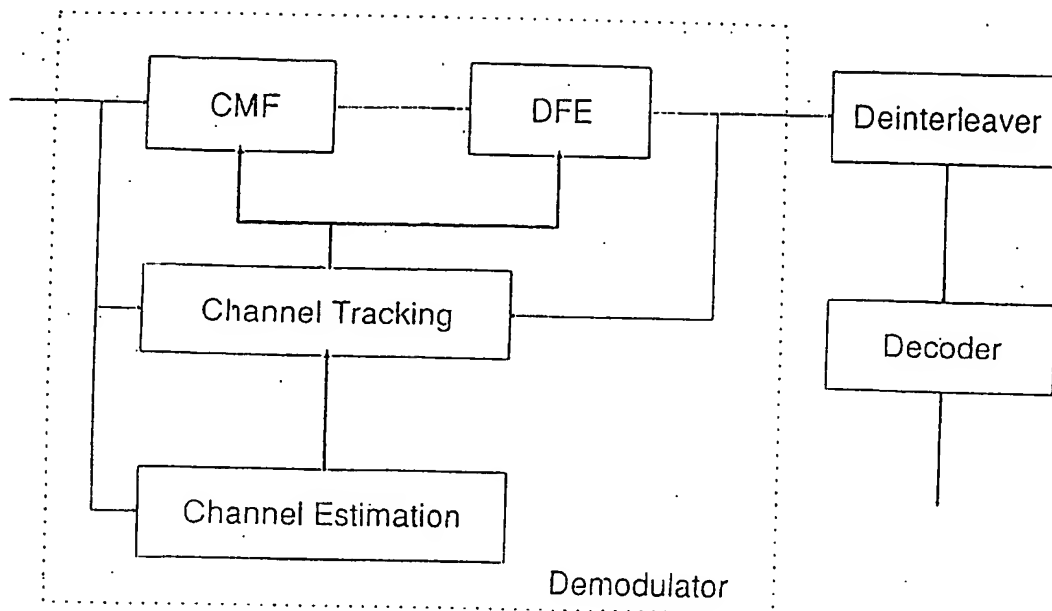 CMF
DFE
Deinterleaver
Channel Tracking
Decoder
Channel Estimation
Demodulator